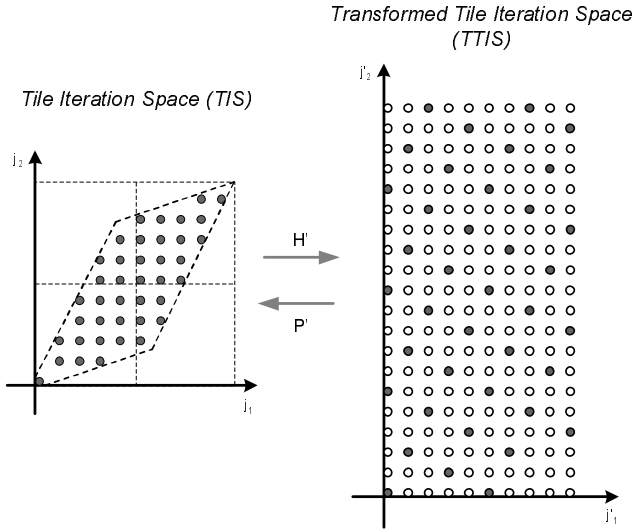 Transformed Tile Iteration Space
(TTIS)
Tile Iteration Space (TIS)
j'2
j2
H'
P'
j1
j'1